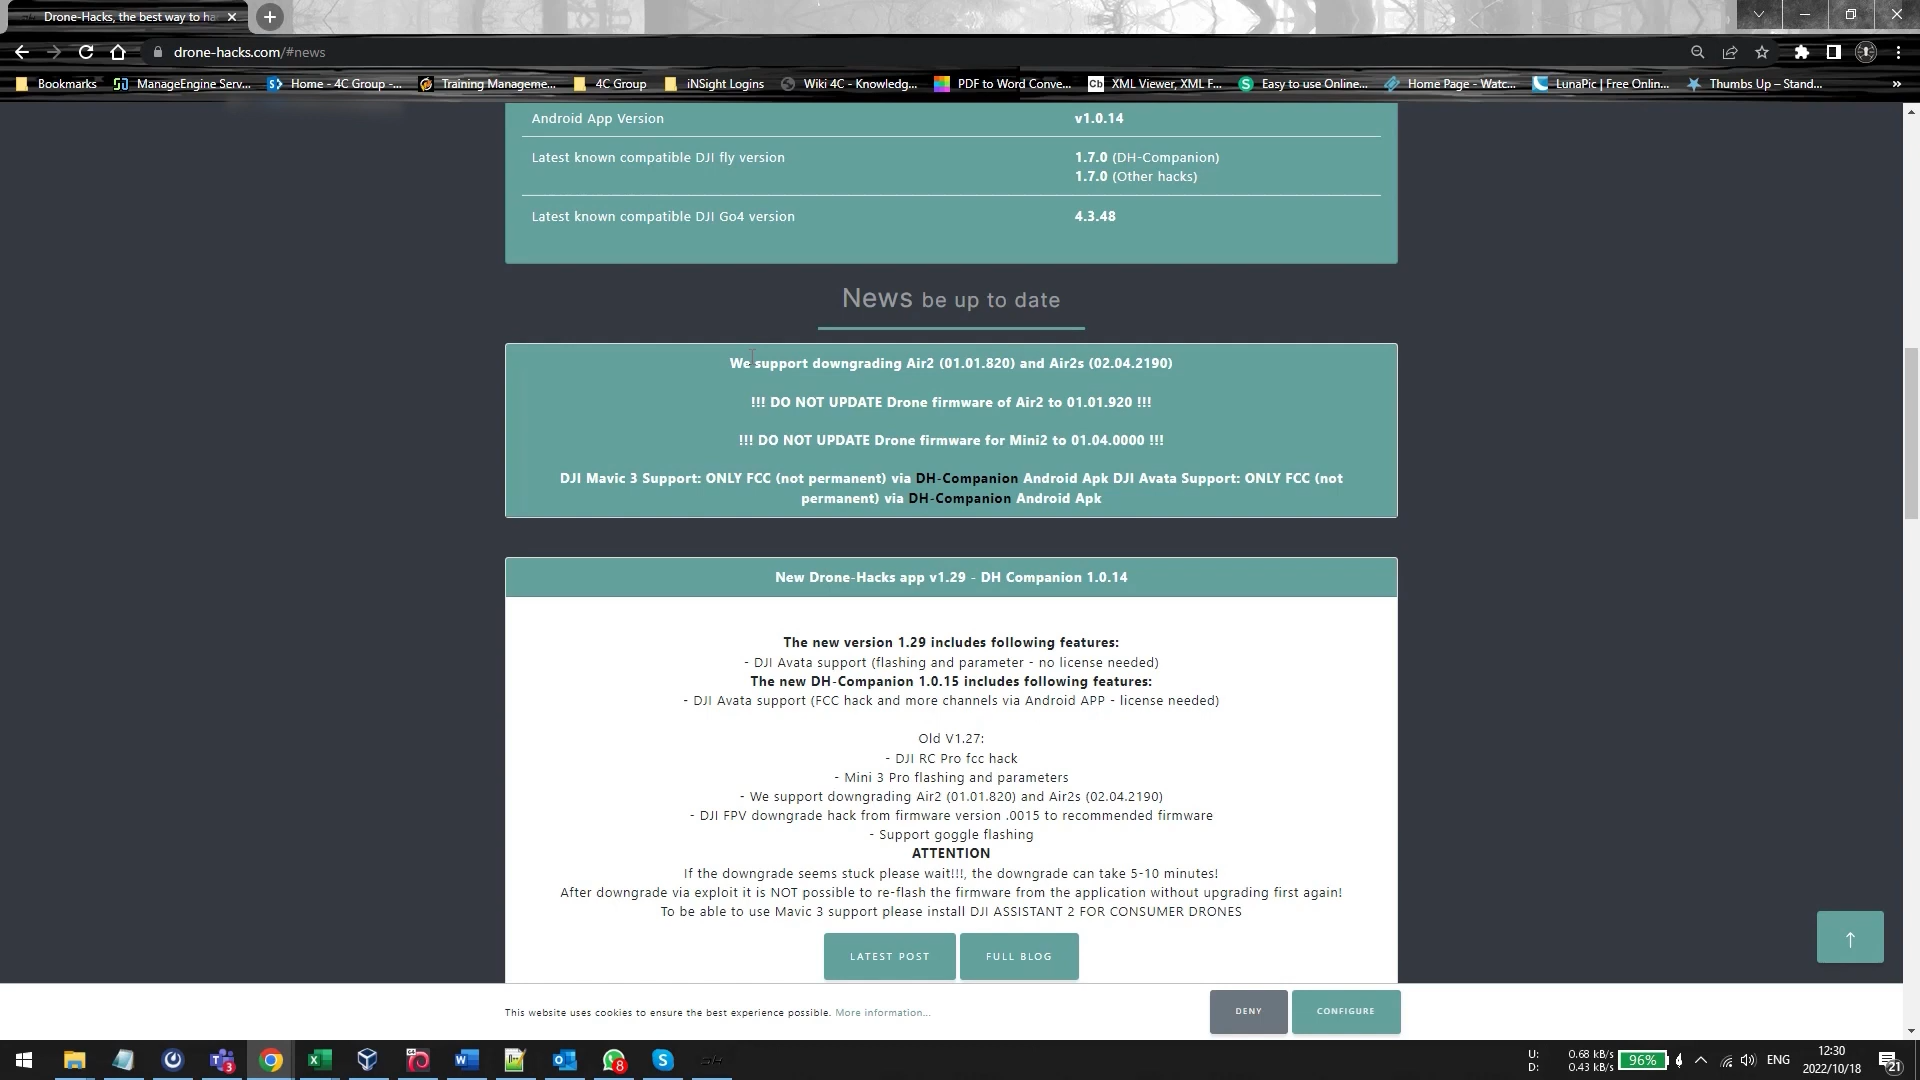 Drone-Hacks, the best way to ha
drone-hacks.com/#news
Bookmarks
ManageEngine Serv...
Home - 4C Group -...
Training Manageme...
4C Group
iNSight Logins
Wiki 4C - Knowledg...
PDF to Word Conve...
Cb
XML Viewer, XML F...
Easy to use Online...
Home Page - Watc...
LunaPic | Free Onlin...
Thumbs Up – Stand...
»
Android App Version v1.0.14
Latest known compatible DJI fly version 1.7.0 (DH-Companion)
1.7.0 (Other hacks)
Latest known compatible DJI Go4 version 4.3.48
News be up to date
We support downgrading Air2 (01.01.820) and Air2s (02.04.2190)
!!! DO NOT UPDATE Drone firmware of Air2 to 01.01.920 !!!
!!! DO NOT UPDATE Drone firmware for Mini2 to 01.04.0000 !!!
DJI Mavic 3 Support: ONLY FCC (not permanent) via DH-Companion Android Apk DJI Avata Support: ONLY FCC (not
permanent) via DH-Companion Android Apk
New Drone-Hacks app v1.29 - DH Companion 1.0.14
The new version 1.29 includes following features:
- DJI Avata support (flashing and parameter - no license needed)
The new DH-Companion 1.0.15 includes following features:
- DJI Avata support (FCC hack and more channels via Android APP - license needed)
Old V1.27:
- DJI RC Pro fcc hack
- Mini 3 Pro flashing and parameters
- We support downgrading Air2 (01.01.820) and Air2s (02.04.2190)
- DJI FPV downgrade hack from firmware version .0015 to recommended firmware
- Support goggle flashing
ATTENTION
If the downgrade seems stuck please wait!!!, the downgrade can take 5-10 minutes!
After downgrade via exploit it is NOT possible to re-flash the firmware from the application without upgrading first again!
To be able to use Mavic 3 support please install DJI ASSISTANT 2 FOR CONSUMER DRONES
LATEST POST
FULL BLOG
This website uses cookies to ensure the best experience possible. More information...
DENY
CONFIGURE
3
8
U: 0.68 kB/s
D: 0.43 kB/s
96%
ENG
12:30
2022/10/18
21